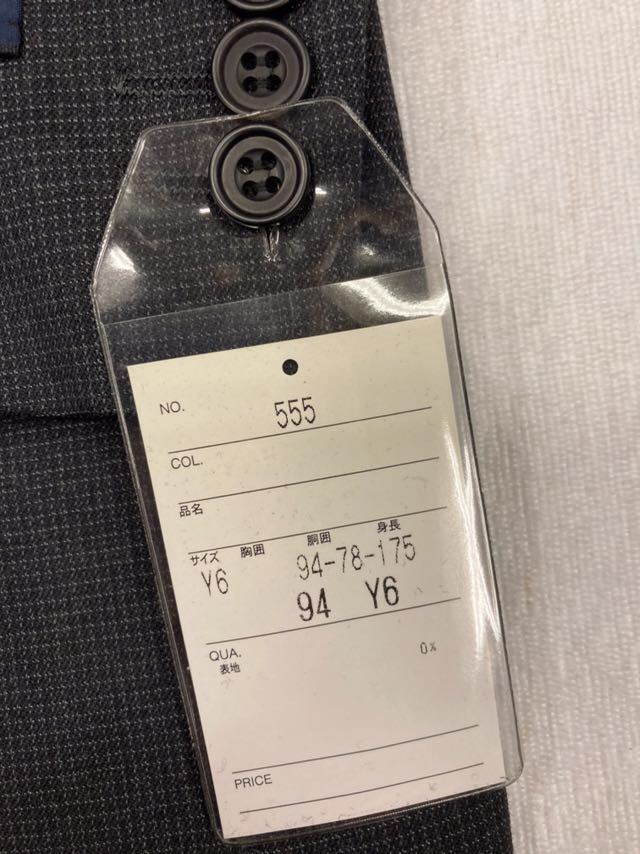 NO. 555
COL.
品名
サイズ 胸囲 胴囲 身長
Y6 94-78-175
94 Y6
QUA. 0%
表地
PRICE